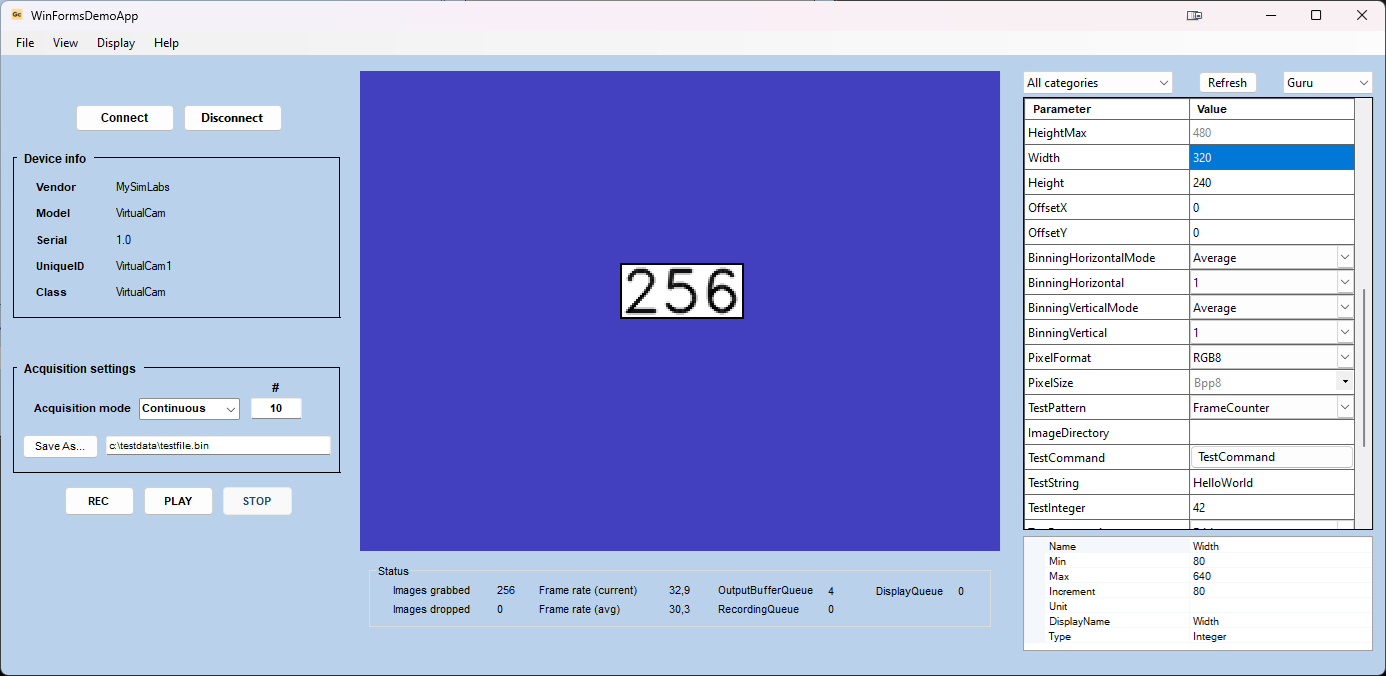 Gc WinFormsDemoApp
File View Display Help
Connect Disconnect
Device info
Vendor MySimLabs
Model VirtualCam
Serial 1.0
UniqueID VirtualCam1
Class VirtualCam
Acquisition settings
#
Acquisition mode Continuous 10
Save As... c:\testdata\testfile.bin
REC PLAY STOP
256
Status
Images grabbed 256 Frame rate (current) 32,9 OutputBufferQueue 4 DisplayQueue 0
Images dropped 0 Frame rate (avg) 30,3 RecordingQueue 0
All categories Refresh Guru
Parameter Value
HeightMax 480
Width 320
Height 240
OffsetX 0
OffsetY 0
BinningHorizontalMode Average
BinningHorizontal 1
BinningVerticalMode Average
BinningVertical 1
PixelFormat RGB8
PixelSize Bpp8
TestPattern FrameCounter
ImageDirectory
TestCommand TestCommand
TestString HelloWorld
TestInteger 42
Name Width
Min 80
Max 640
Increment 80
Unit
DisplayName Width
Type Integer